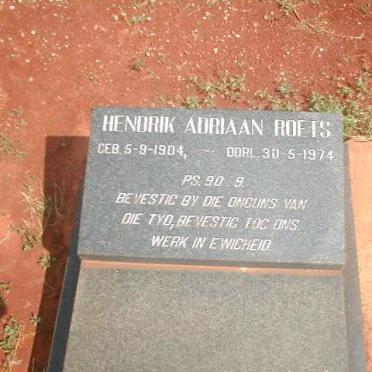 HENDRIK ADRIAAN ROETS
GEB. 5-9-1904, — OORL. 30-5-1974
PS. 90 9.
BEVESTIG BY DIE ONGUNS VAN
DIE TYD, BEVESTIG TOG ONS
WERK IN EWIGHEID